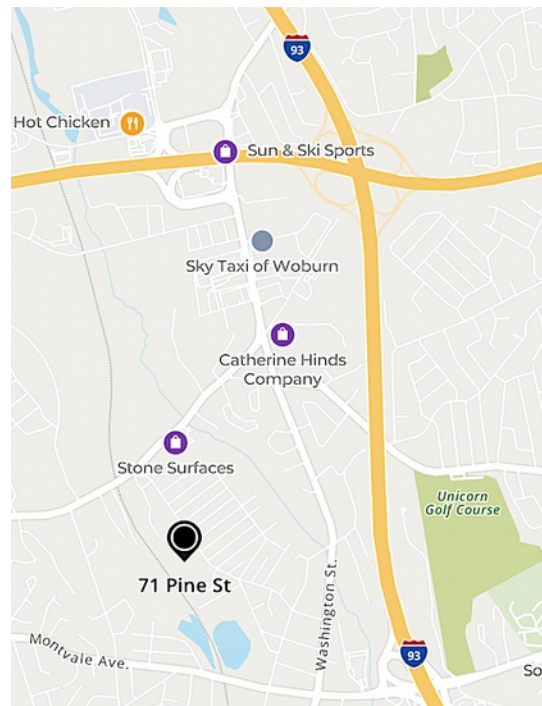 93
Hot Chicken
Sun & Ski Sports
Sky Taxi of Woburn
Catherine Hinds
Company
Stone Surfaces
Unicorn
Golf Course
71 Pine St
Washington St.
Montvale Ave.
93
So